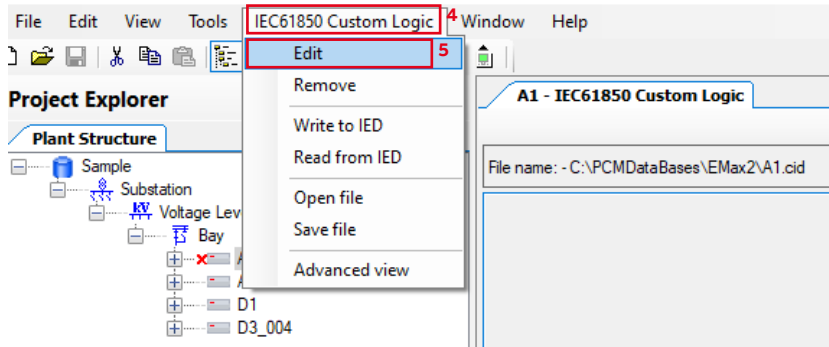 File Edit View Tools IEC61850 Custom Logic 4 Window Help
Edit 5
Remove
Write to IED
Read from IED
Open file
Save file
Advanced view
Project Explorer
Plant Structure
Sample
Substation
Voltage Lev
Bay
D1
D3_004
A1 - IEC61850 Custom Logic
File name: - C:\PCMDataBases\EMax2\A1.cid